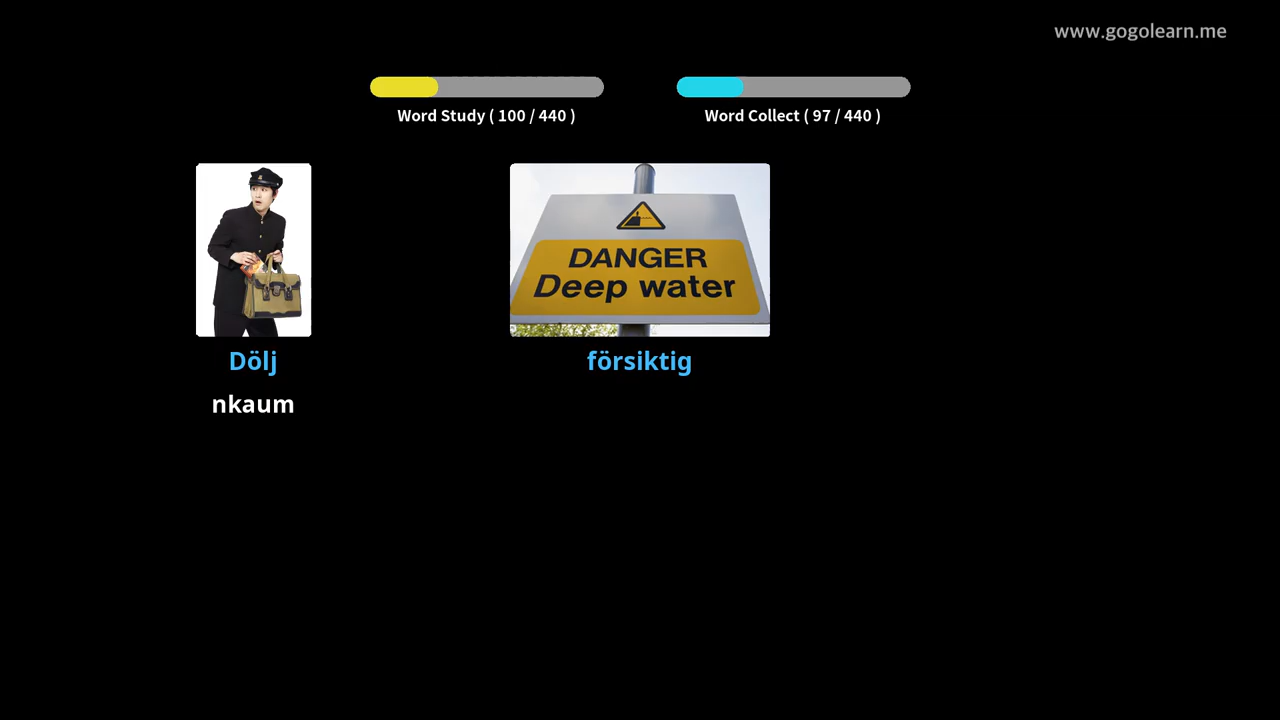 www.gogolearn.me
Word Study ( 100 / 440 )
Word Collect ( 97 / 440 )
DANGER
Deep water
Dölj
försiktig
nkaum